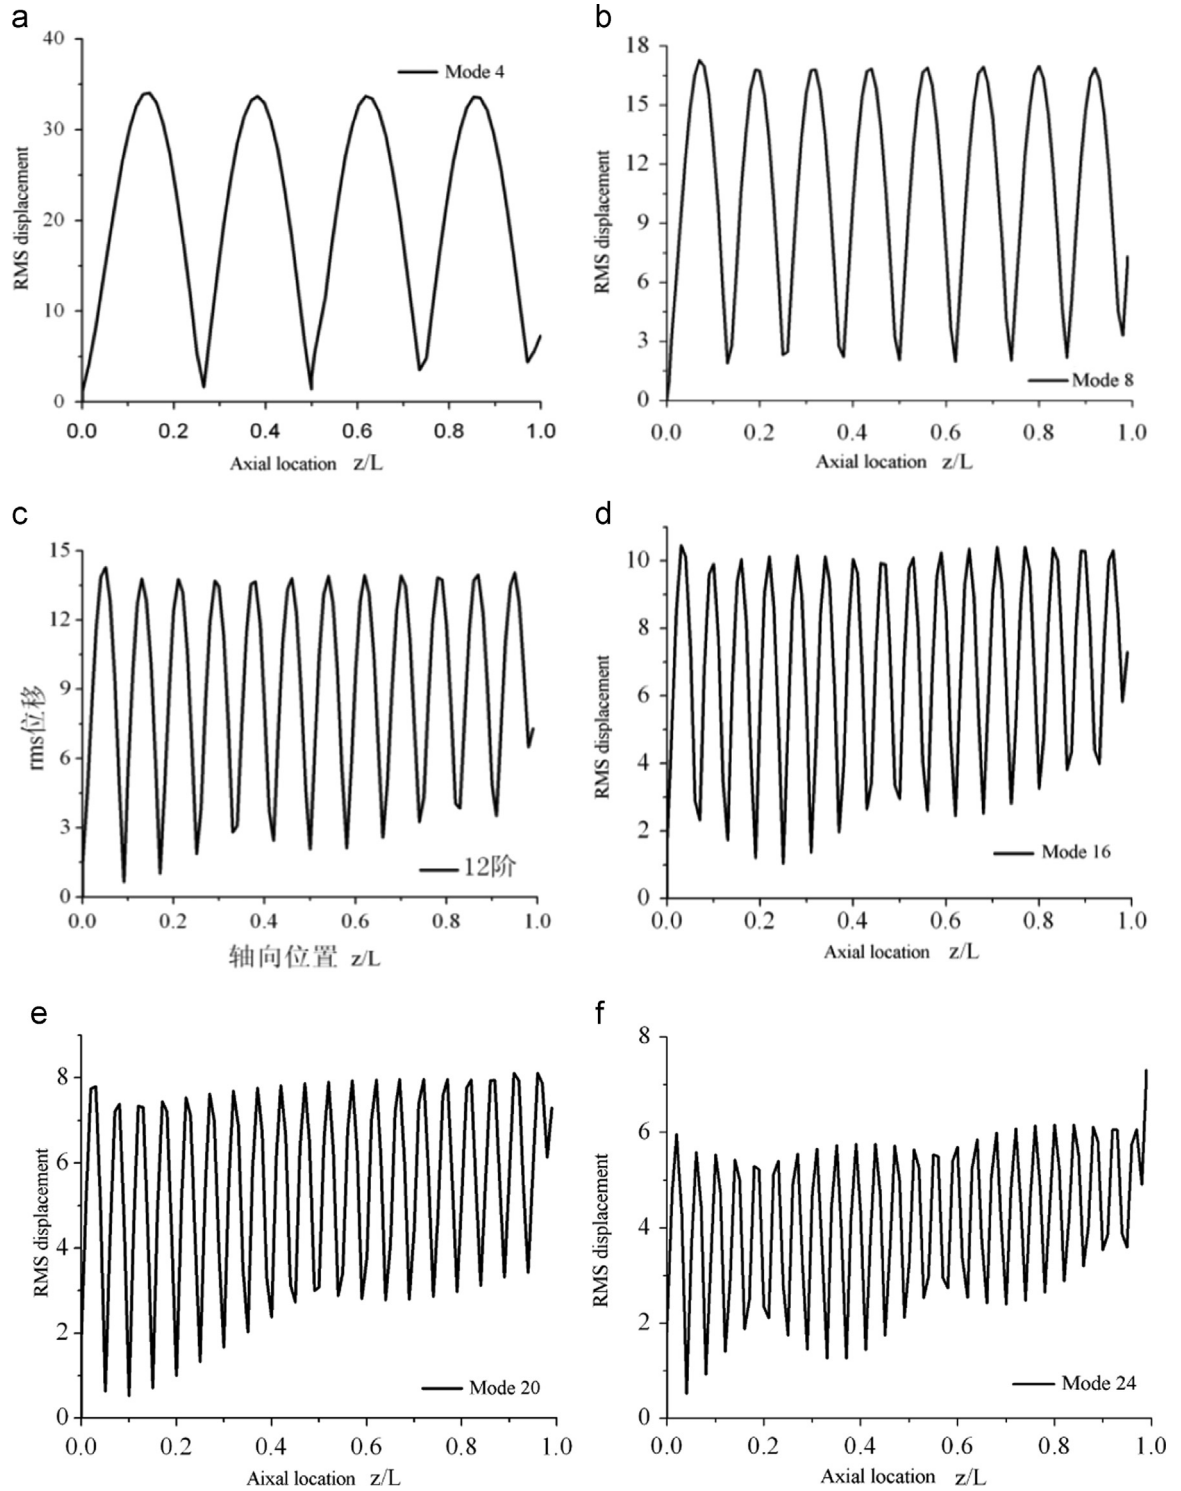 a
40
30
20
10
0
RMS displacement
Mode 4
0.0 0.2 0.4 0.6 0.8 1.0
Axial location z/L
b
18
15
12
9
6
3
0
RMS displacement
Mode 8
0.0 0.2 0.4 0.6 0.8 1.0
Axial location z/L
c
15
12
9
6
3
0
rms位移
12阶
0.0 0.2 0.4 0.6 0.8 1.0
轴向位置 z/L
d
10
8
6
4
2
0
RMS displacement
Mode 16
0.0 0.2 0.4 0.6 0.8 1.0
Axial location z/L
e
8
6
4
2
0
RMS displacement
Mode 20
0.0 0.2 0.4 0.6 0.8 1.0
Aixal location z/L
f
8
6
4
2
0
RMS displacement
Mode 24
0.0 0.2 0.4 0.6 0.8 1.0
Axial location z/L